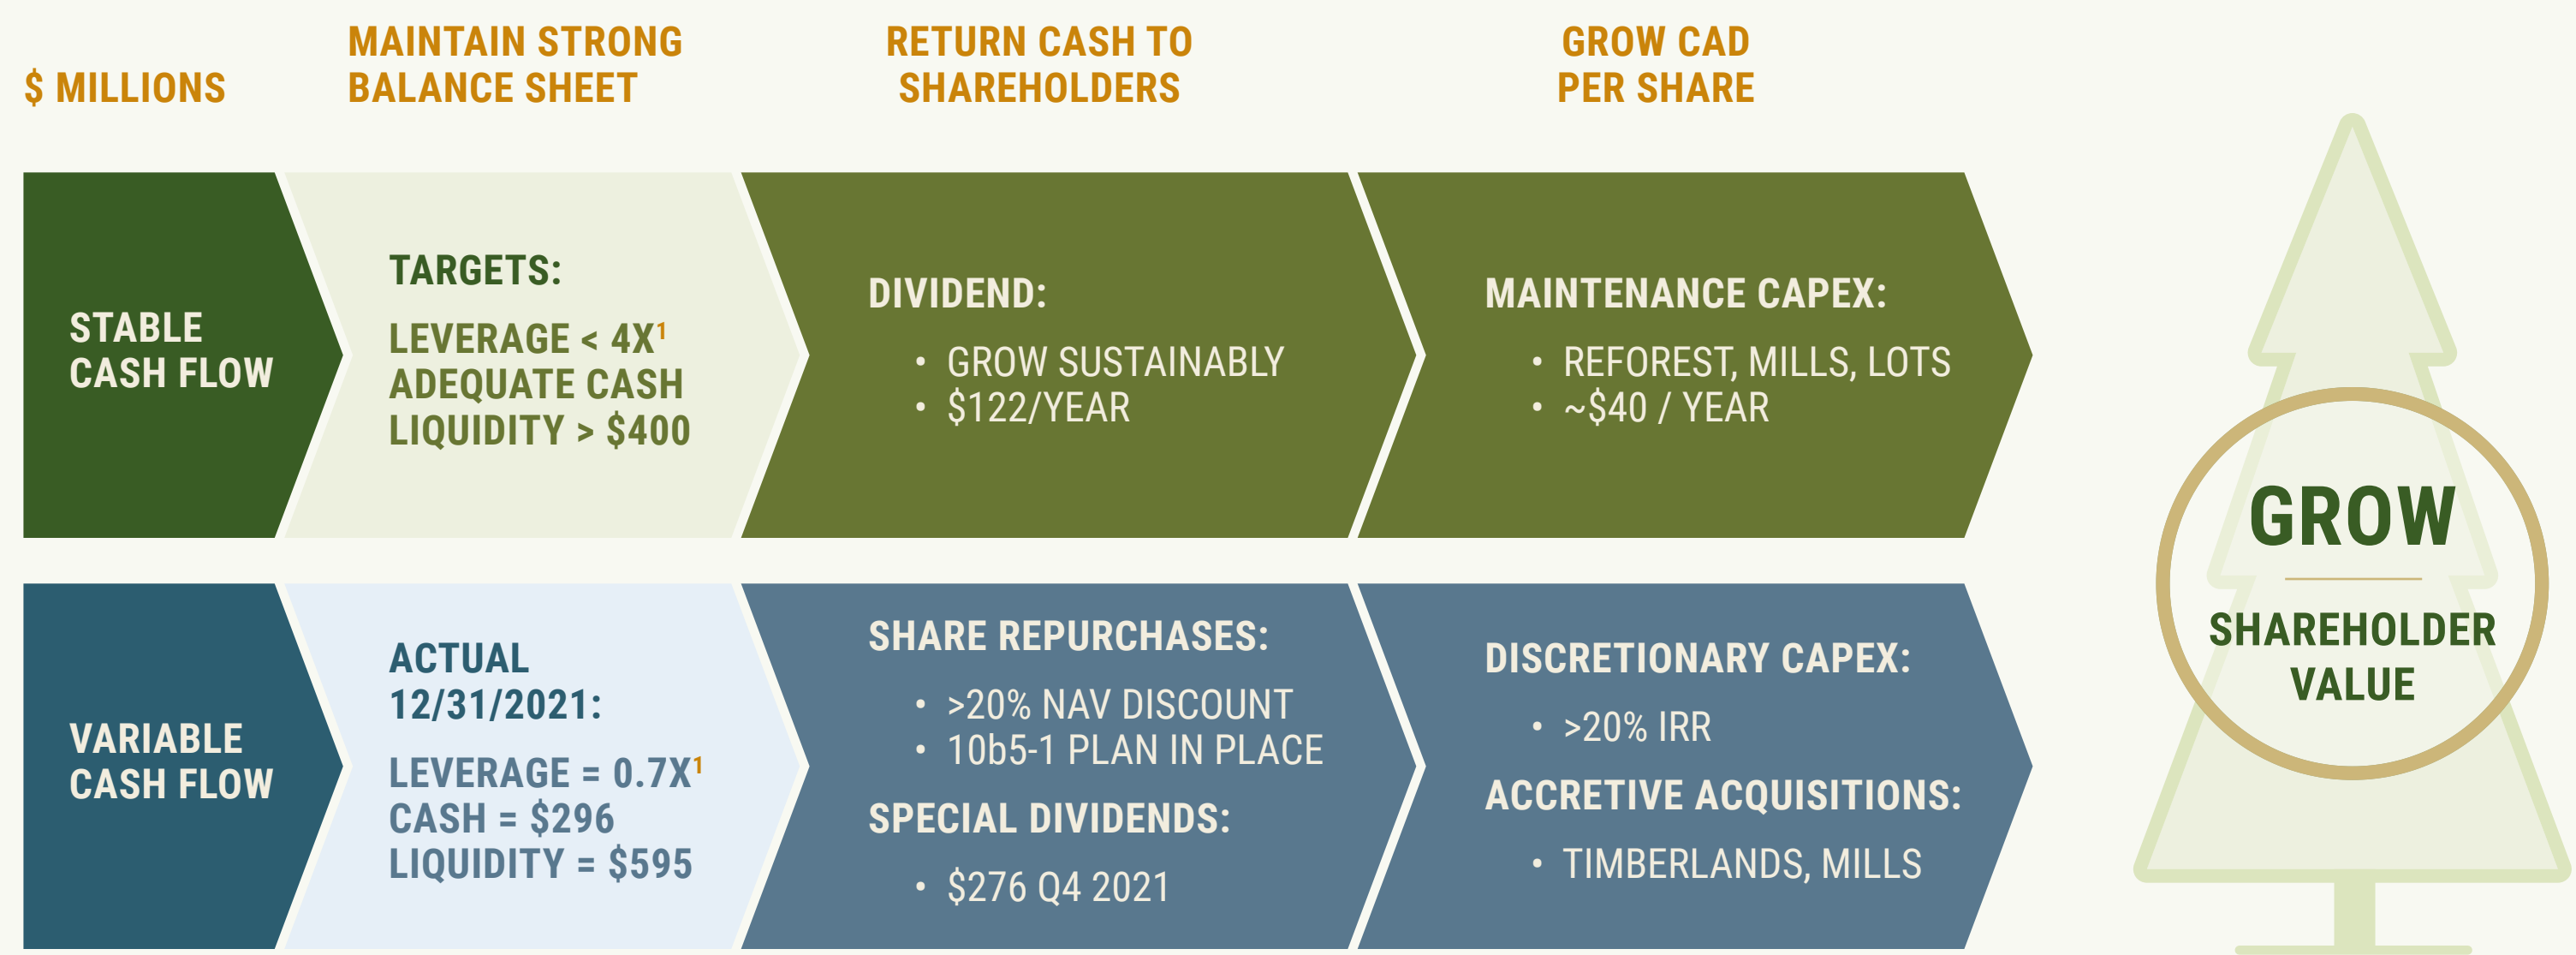 $ MILLIONS
MAINTAIN STRONG
BALANCE SHEET
RETURN CASH TO
SHAREHOLDERS
GROW CAD
PER SHARE
STABLE
CASH FLOW
TARGETS:
LEVERAGE < 4X¹
ADEQUATE CASH
LIQUIDITY > $400
DIVIDEND:
• GROW SUSTAINABLY
• $122/YEAR
MAINTENANCE CAPEX:
• REFOREST, MILLS, LOTS
• ~$40 / YEAR
VARIABLE
CASH FLOW
ACTUAL
12/31/2021:
LEVERAGE = 0.7X¹
CASH = $296
LIQUIDITY = $595
SHARE REPURCHASES:
• >20% NAV DISCOUNT
• 10b5-1 PLAN IN PLACE
SPECIAL DIVIDENDS:
• $276 Q4 2021
DISCRETIONARY CAPEX:
• >20% IRR
ACCRETIVE ACQUISITIONS:
• TIMBERLANDS, MILLS
GROW
SHAREHOLDER
VALUE